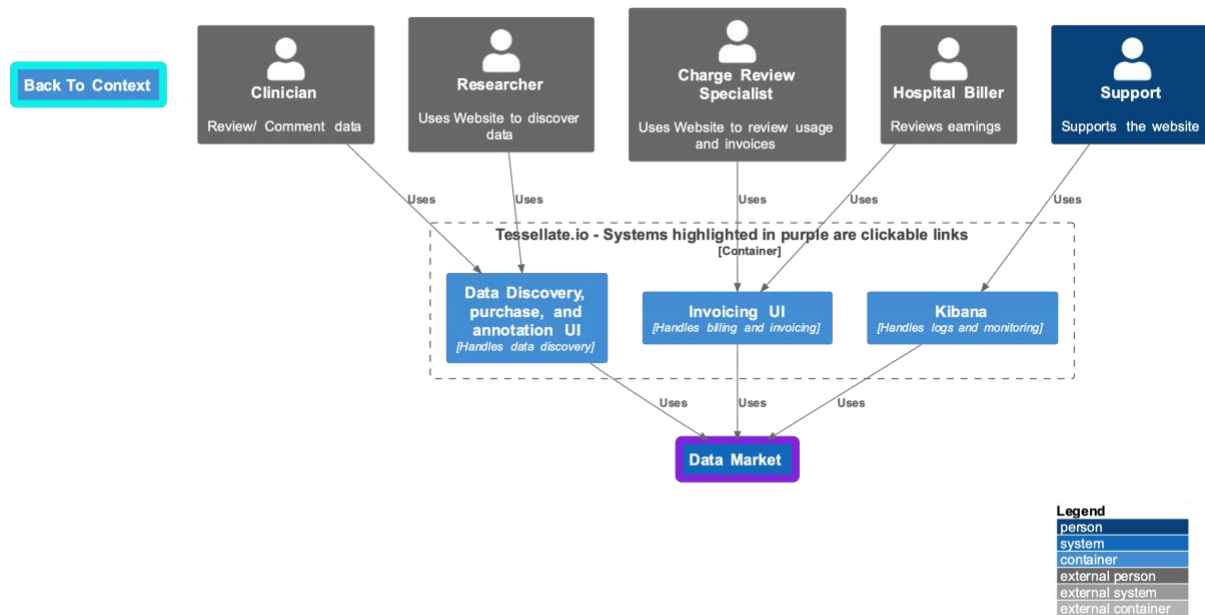 Back To Context
Clinician
Review/ Comment data
Researcher
Uses Website to discover
data
Charge Review
Specialist
Uses Website to review usage
and invoices
Hospital Biller
Reviews earnings
Support
Supports the website
Uses
Uses
Uses
Uses
Uses
Tessellate.io - Systems highlighted in purple are clickable links
[Container]
Data Discovery,
purchase, and
annotation UI
[Handles data discovery]
Invoicing UI
[Handles billing and invoicing]
Kibana
[Handles logs and monitoring]
Uses
Uses
Uses
Data Market
Legend
person
system
container
external person
external system
external container